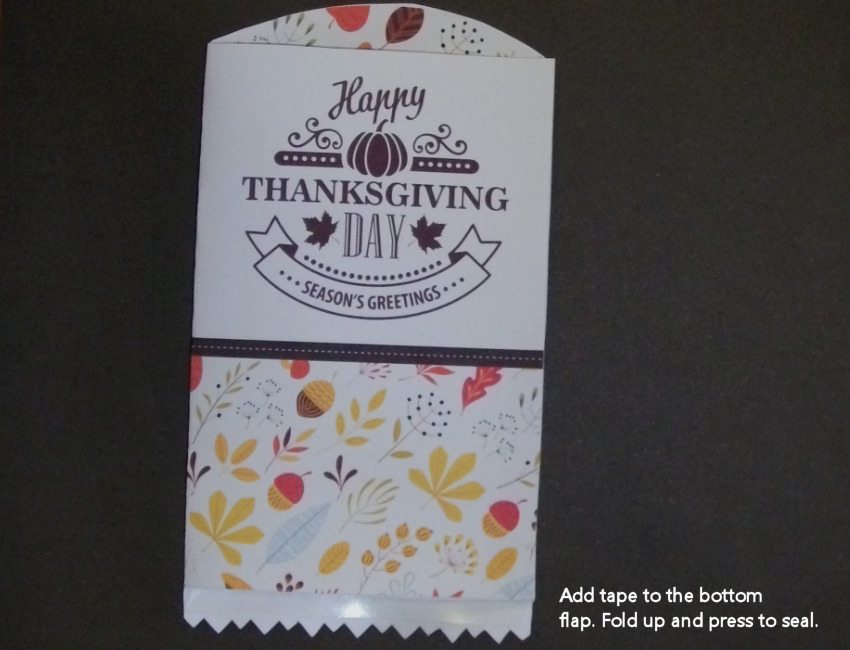 Happy
THANKSGIVING
DAY
SEASON'S GREETINGS
Add tape to the bottom
flap. Fold up and press to seal.